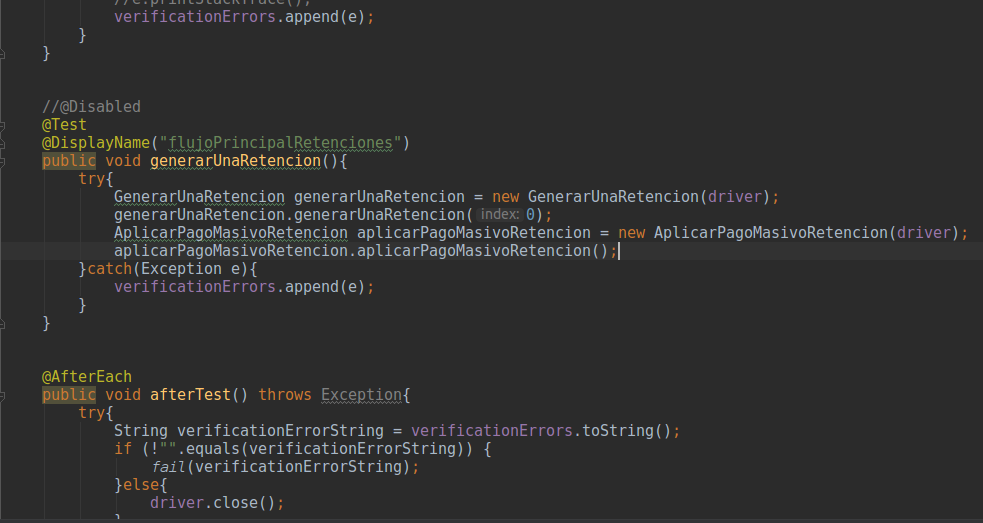 //e.printStackTrace();
verificationErrors.append(e);
}
}
//@Disabled
@Test
@DisplayName("flujoPrincipalRetenciones")
public void generarUnaRetencion(){
try{
GenerarUnaRetencion generarUnaRetencion = new GenerarUnaRetencion(driver);
generarUnaRetencion.generarUnaRetencion( index: 0);
AplicarPagoMasivoRetencion aplicarPagoMasivoRetencion = new AplicarPagoMasivoRetencion(driver);
aplicarPagoMasivoRetencion.aplicarPagoMasivoRetencion();
}catch(Exception e){
verificationErrors.append(e);
}
}
@AfterEach
public void afterTest() throws Exception{
try{
String verificationErrorString = verificationErrors.toString();
if (!"".equals(verificationErrorString)) {
fail(verificationErrorString);
}else{
driver.close();
}